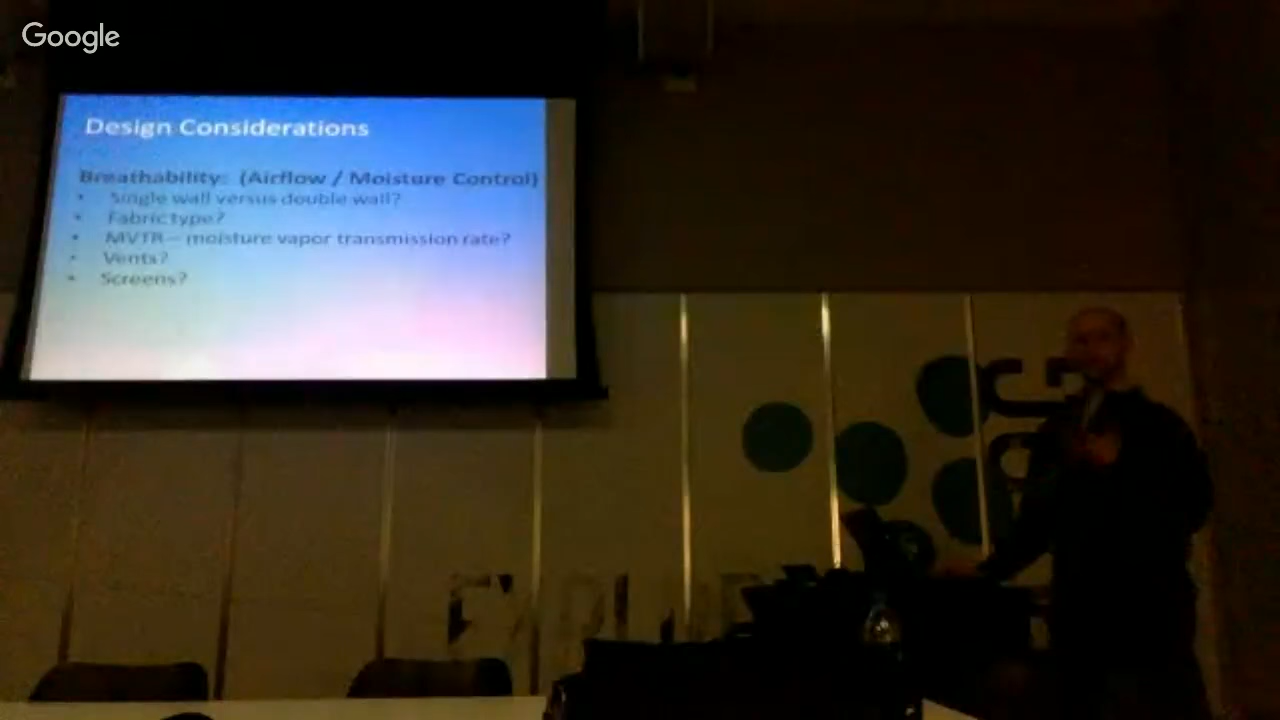 Google
Design Considerations
Breathability: (Airflow / Moisture Control)
• Single wall versus double wall?
• Fabric type?
• MVTR – moisture vapor transmission rate?
• Vents?
• Screens?